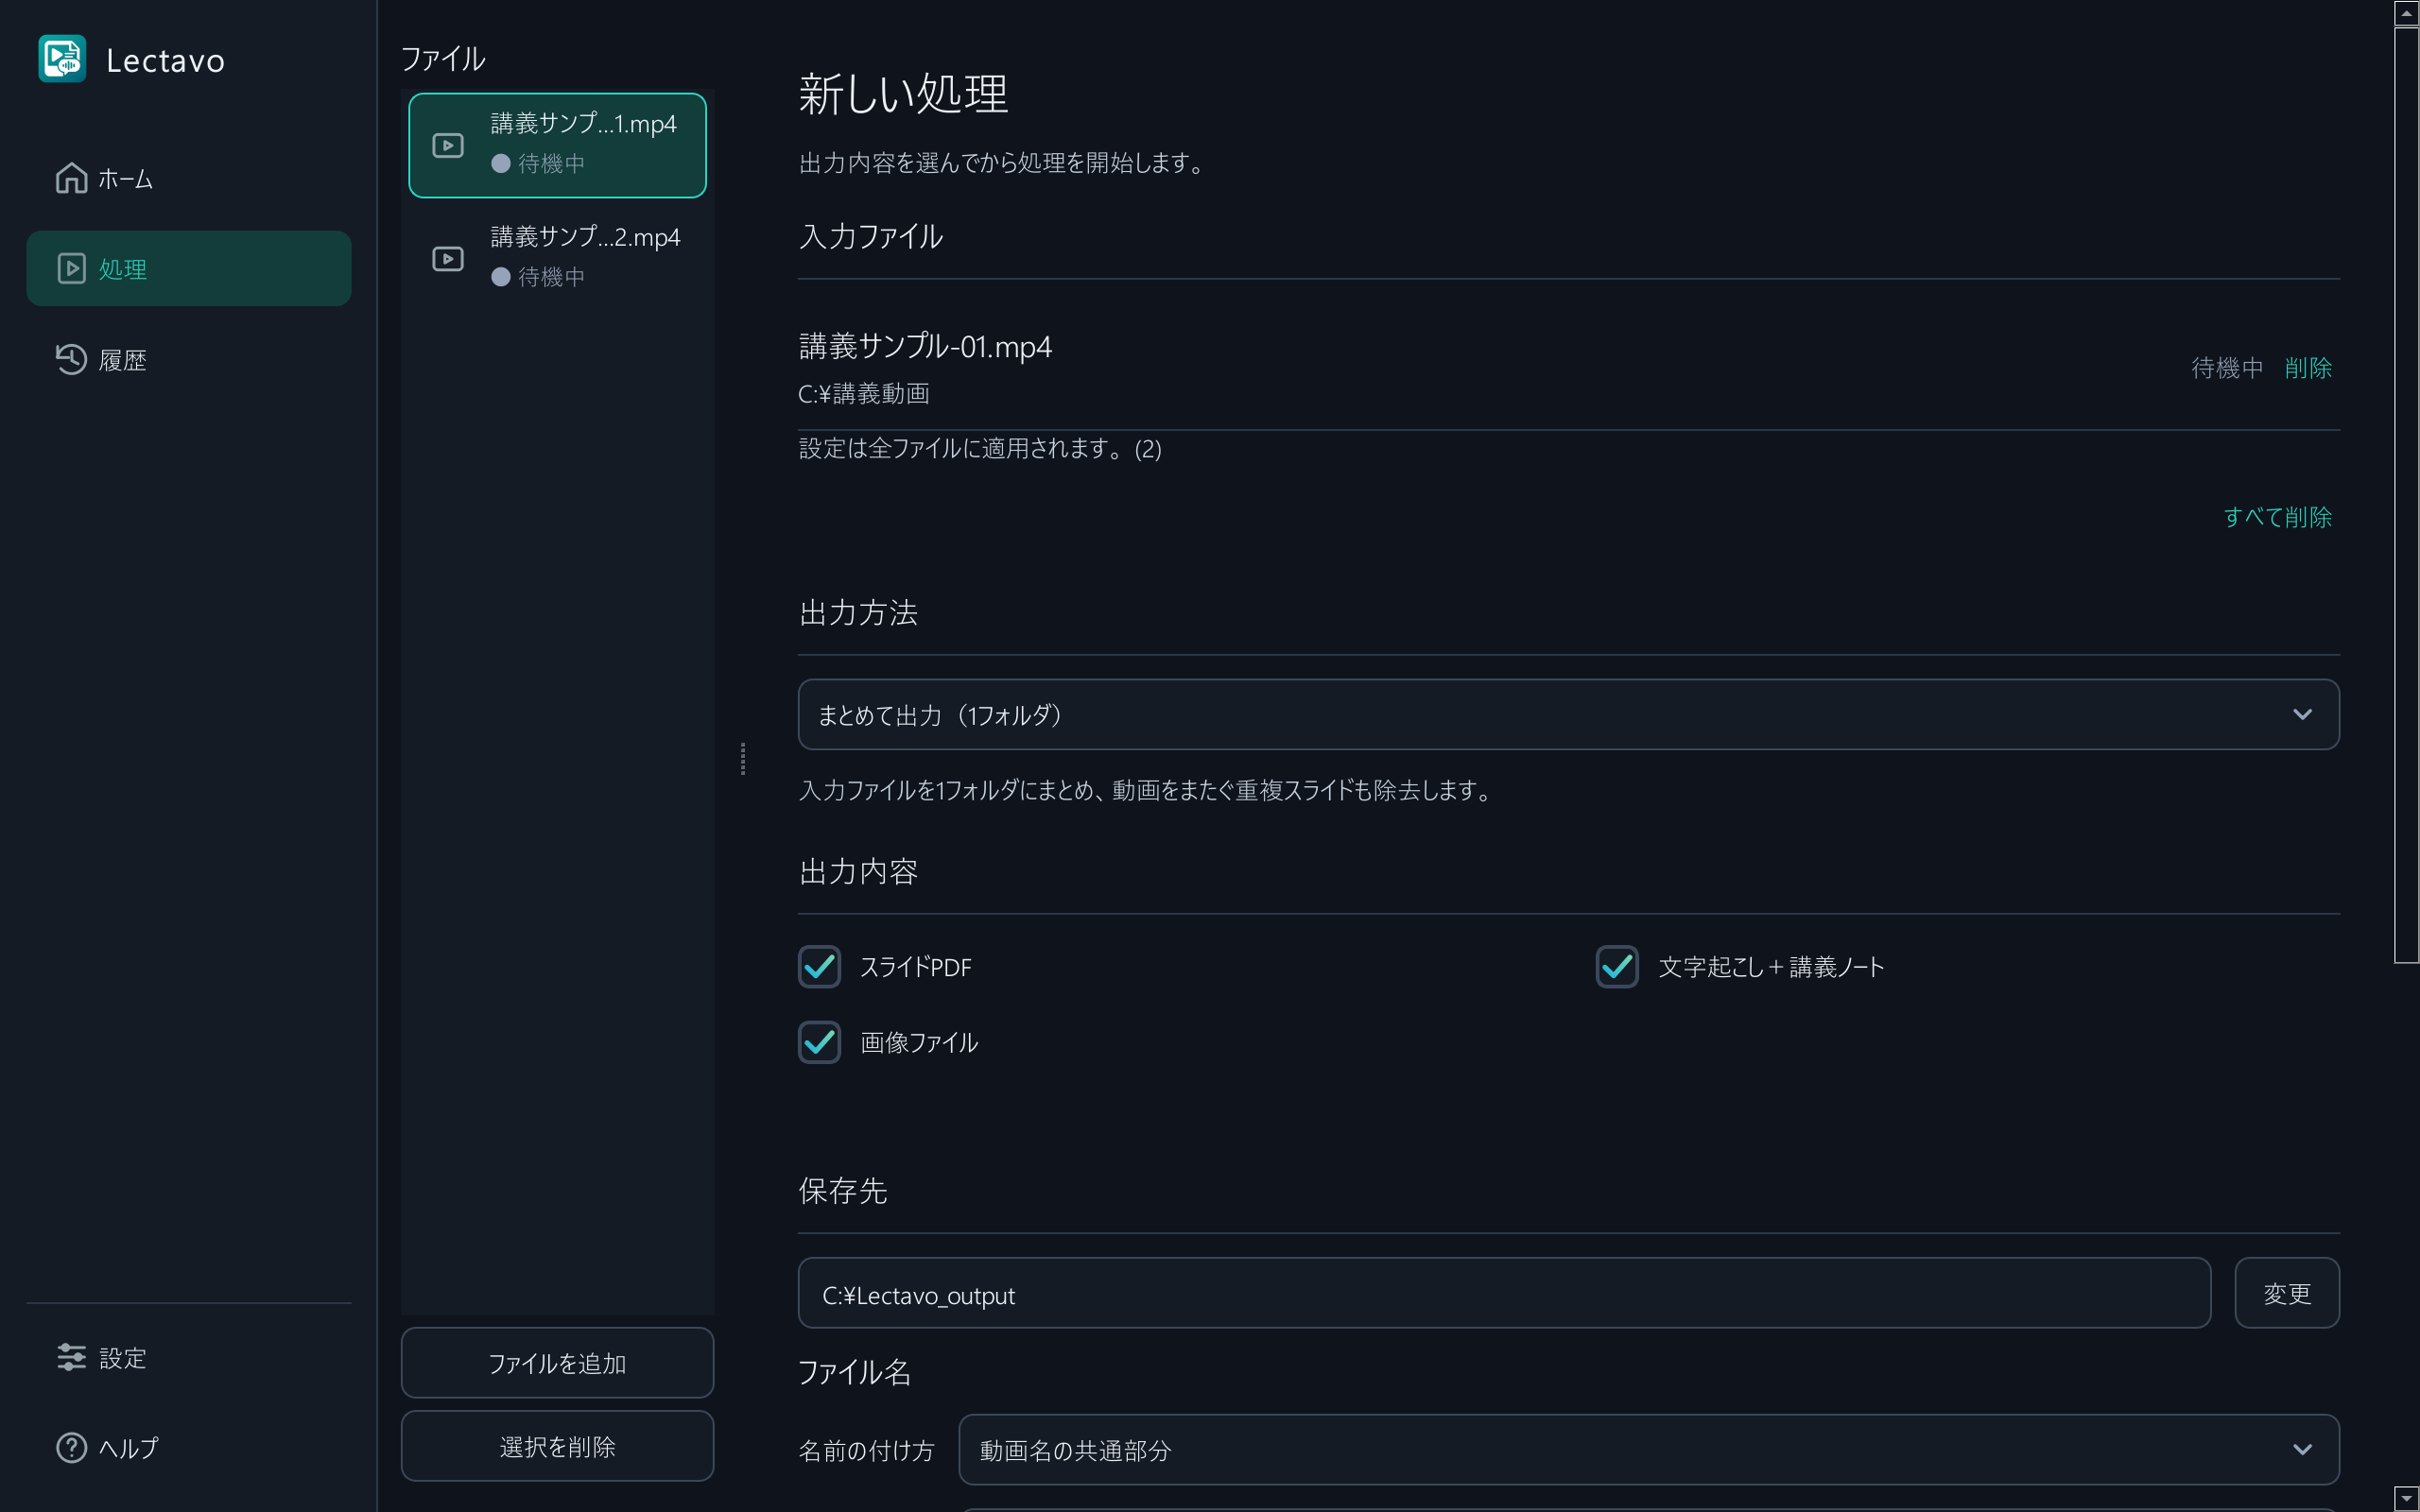 Lectavo
ホーム
処理
履歴
設定
ヘルプ
ファイル
講義サンプ...1.mp4
待機中
講義サンプ...2.mp4
待機中
ファイルを追加
選択を削除
新しい処理
出力内容を選んでから処理を開始します。
入力ファイル
講義サンプル-01.mp4
C:¥講義動画
待機中 削除
設定は全ファイルに適用されます。 (2)
すべて削除
出力方法
まとめて出力（1フォルダ）
入力ファイルを1フォルダにまとめ、動画をまたぐ重複スライドも除去します。
出力内容
スライドPDF
文字起こし＋講義ノート
画像ファイル
保存先
C:¥Lectavo_output
変更
ファイル名
名前の付け方
動画名の共通部分